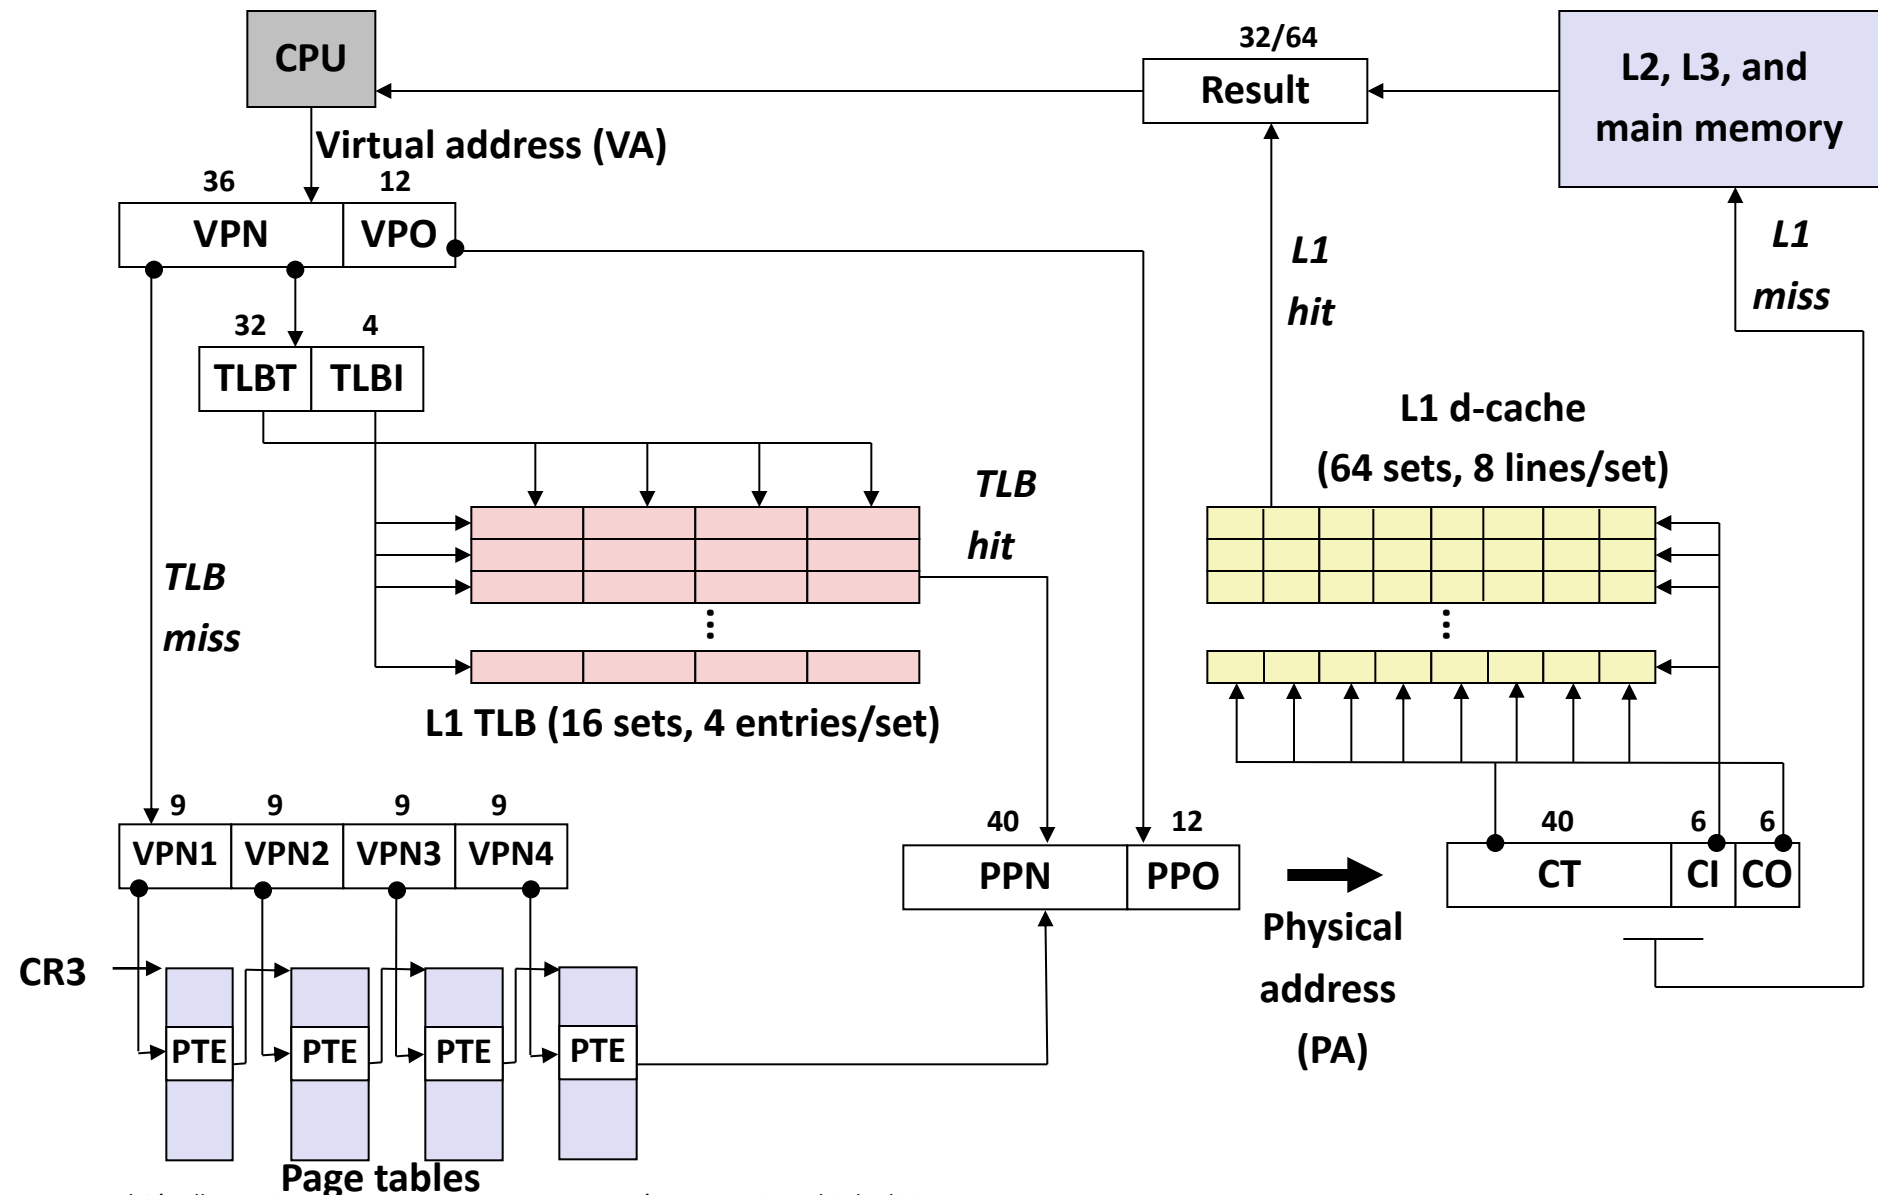 CPU
32/64
Result
L2, L3, and
main memory
Virtual address (VA)
36
12
VPN
VPO
L1
hit
L1
miss
32
4
TLBT
TLBI
L1 d-cache
(64 sets, 8 lines/set)
TLB
hit
TLB
miss
...
...
L1 TLB (16 sets, 4 entries/set)
9
9
9
9
VPN1
VPN2
VPN3
VPN4
40
12
PPN
PPO
40
6
6
CT
CI
CO
Physical
address
(PA)
CR3
PTE
PTE
PTE
PTE
Page tables